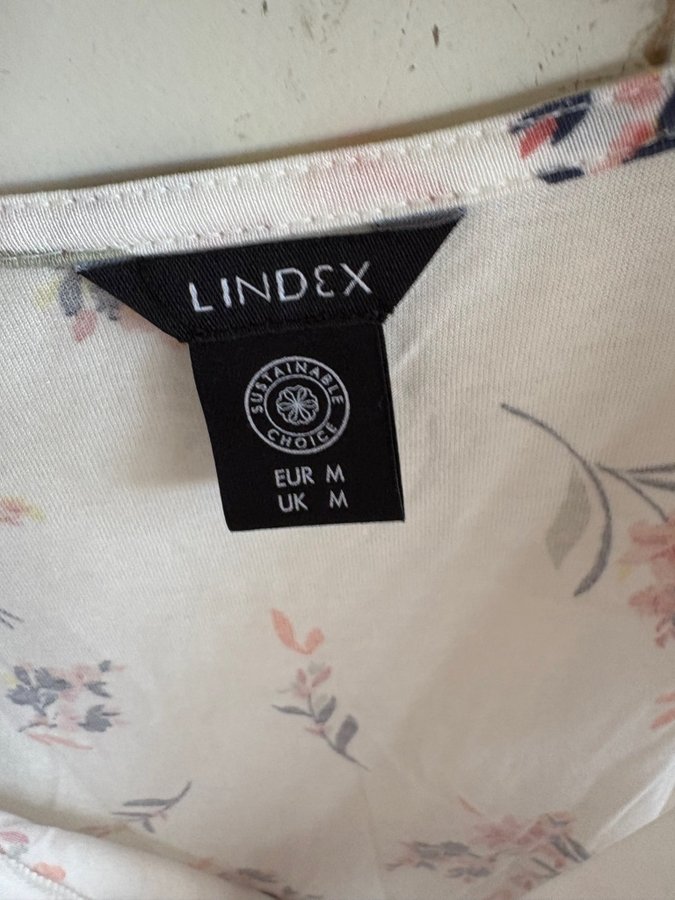 LINDEX
SUSTAINABLE
CHOICE
EUR M
UK M